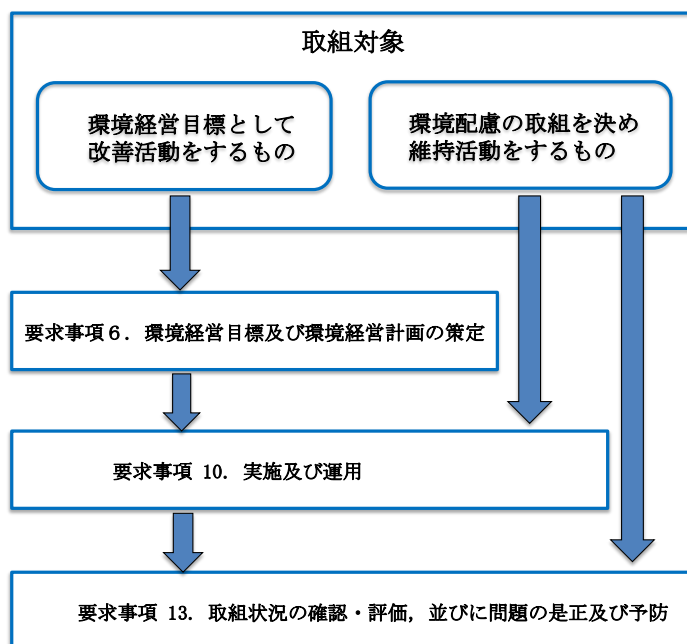 取組対象
環境経営目標として
改善活動をするもの
環境配慮の取組を決め
維持活動をするもの
要求事項６．環境経営目標及び環境経営計画の策定
要求事項 10．実施及び運用
要求事項 13．取組状況の確認・評価，並びに問題の是正及び予防